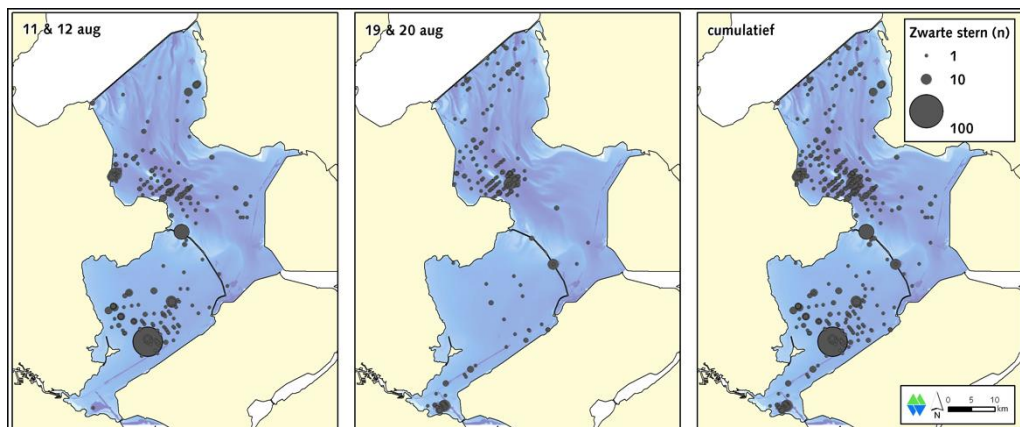 11 & 12 aug
19 & 20 aug
cumulatief
Zwarte stern (n)
1
10
100
N
0 5 10
km